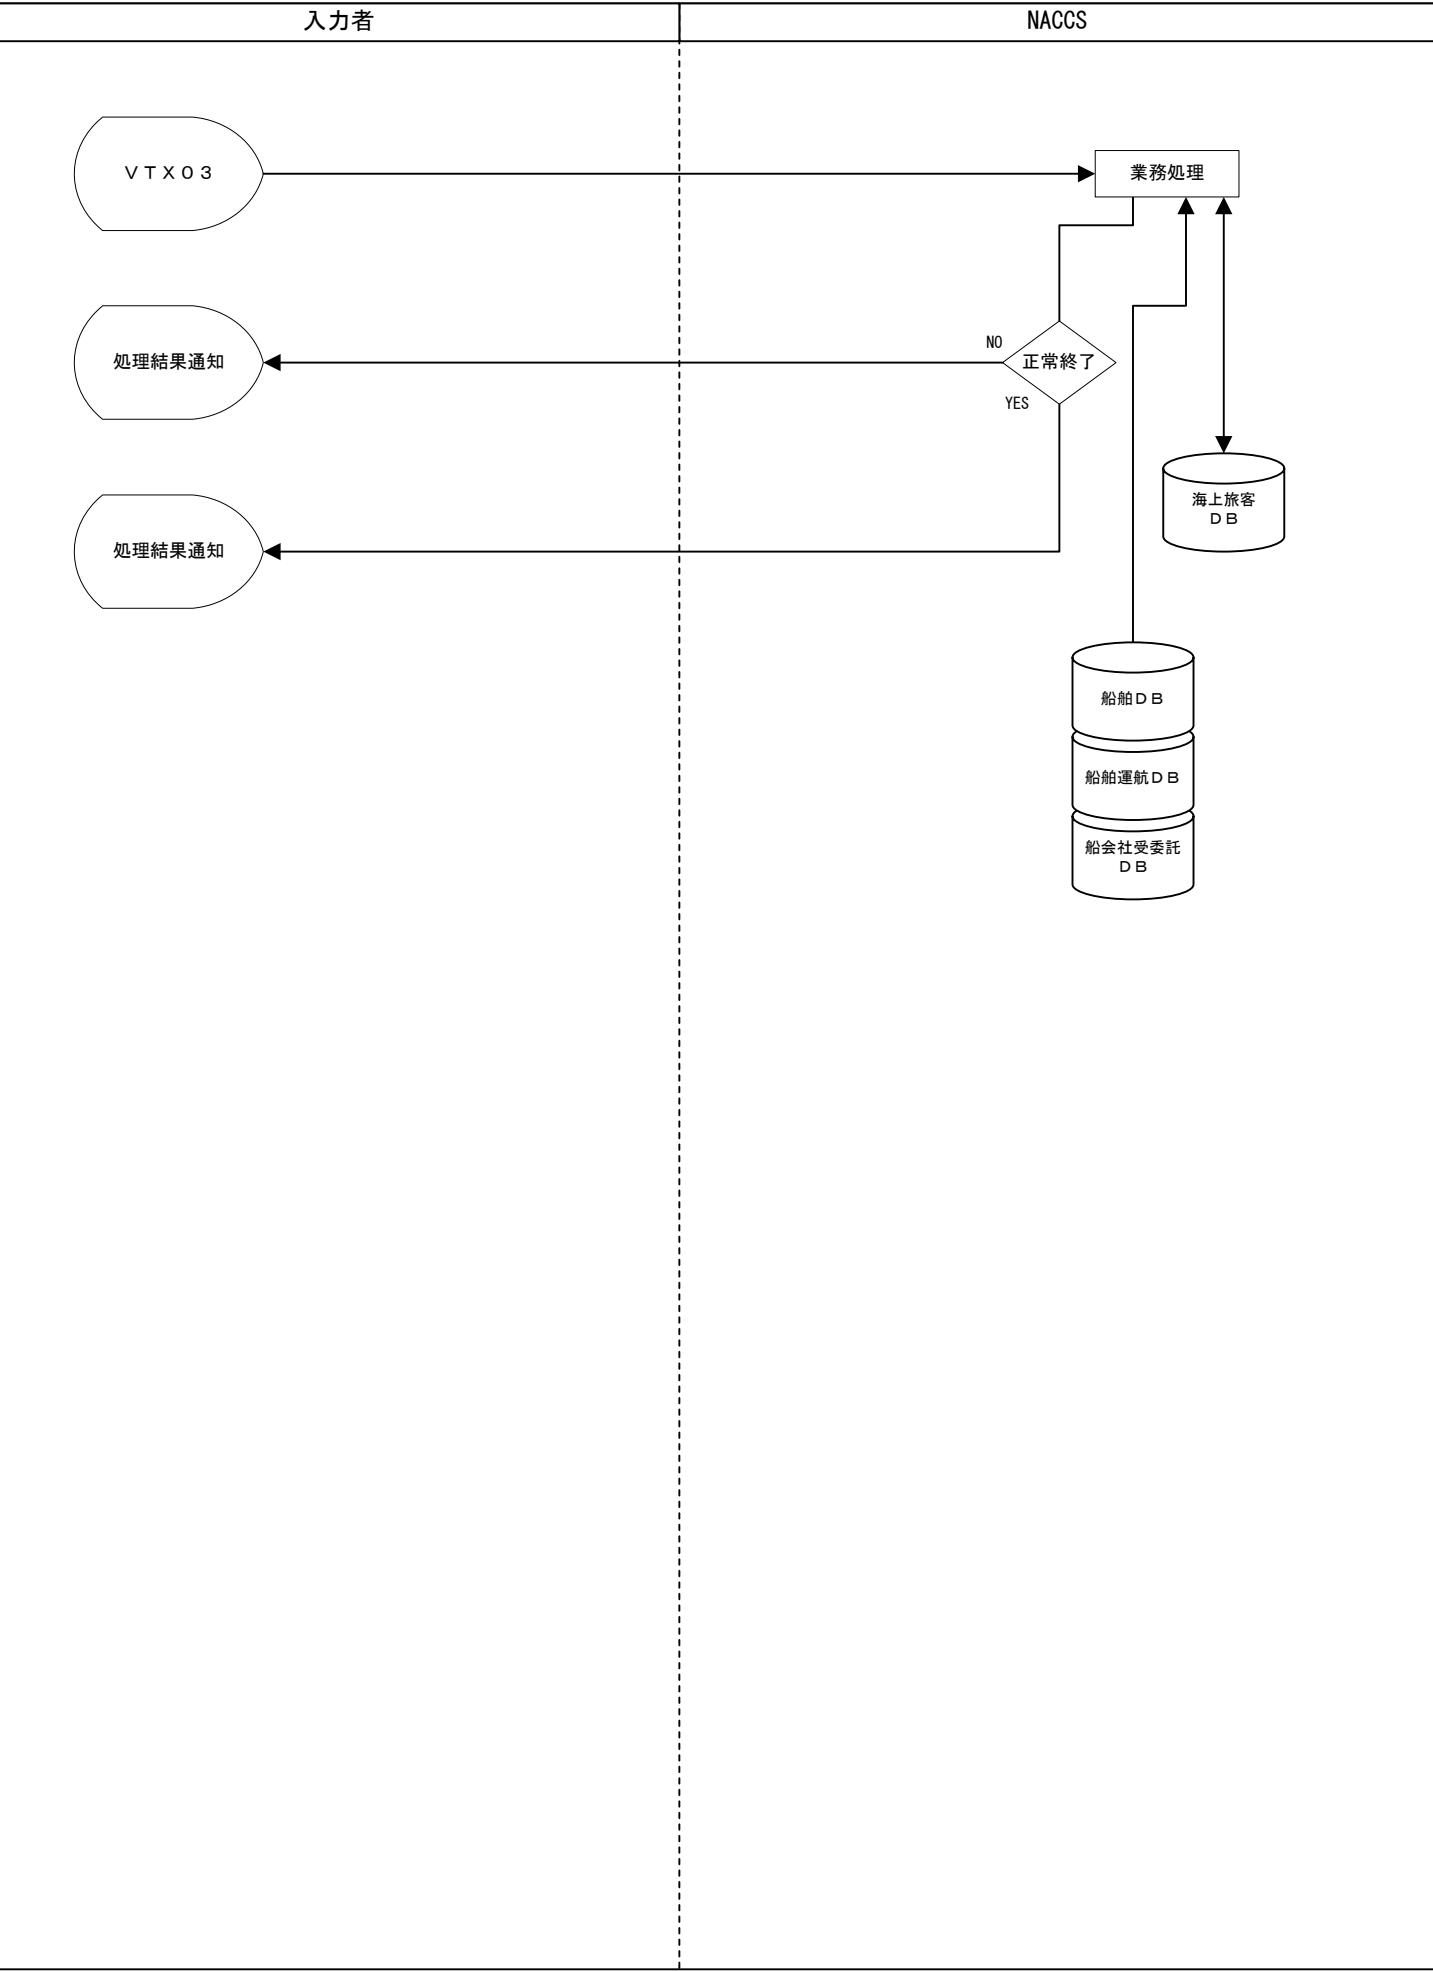 入力者
NACCS
ＶＴＸ０３
業務処理
処理結果通知
NO
正常終了
YES
海上旅客
ＤＢ
処理結果通知
船舶ＤＢ
船舶運航ＤＢ
船会社受委託
ＤＢ